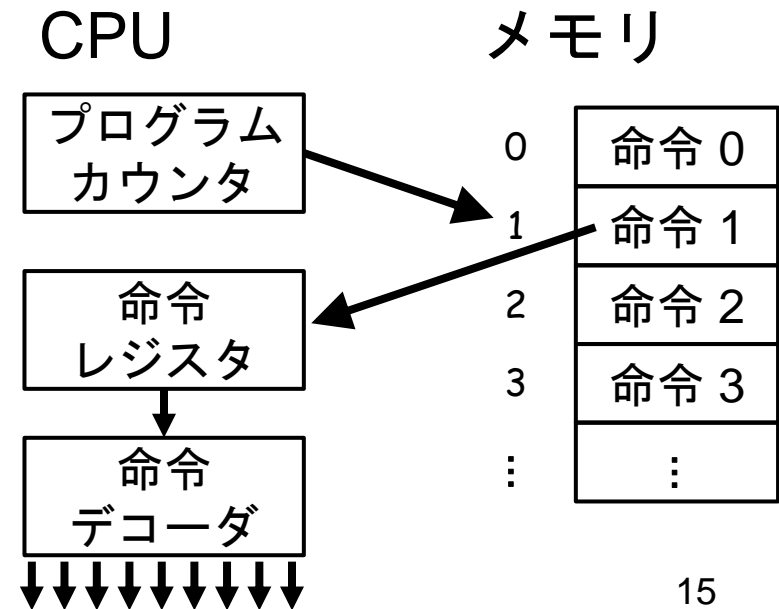 CPU
メモリ
プログラム
カウンタ
命令
レジスタ
命令
デコーダ
0
命令 0
1
命令 1
2
命令 2
3
命令 3
⋮
⋮
15